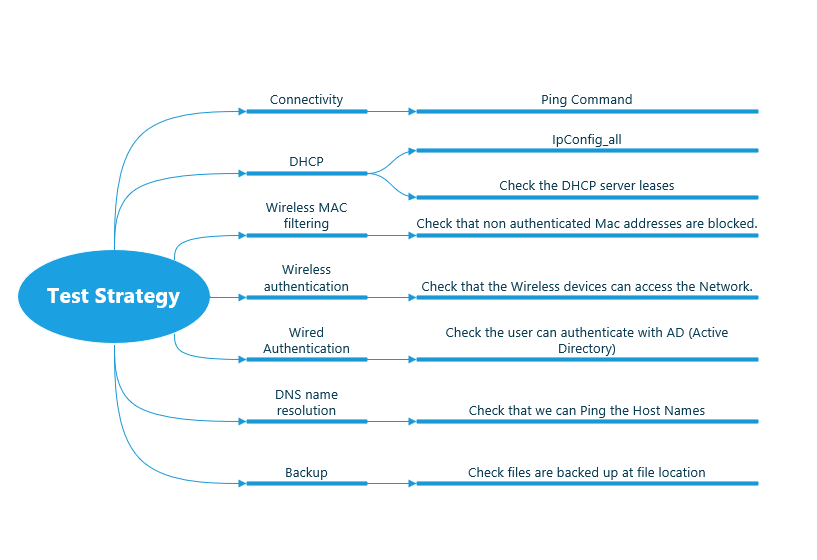 Test Strategy
Connectivity
Ping Command
DHCP
IpConfig_all
Check the DHCP server leases
Wireless MAC
filtering
Check that non authenticated Mac addresses are blocked.
Wireless
authentication
Check that the Wireless devices can access the Network.
Wired
Authentication
Check the user can authenticate with AD (Active
Directory)
DNS name
resolution
Check that we can Ping the Host Names
Backup
Check files are backed up at file location